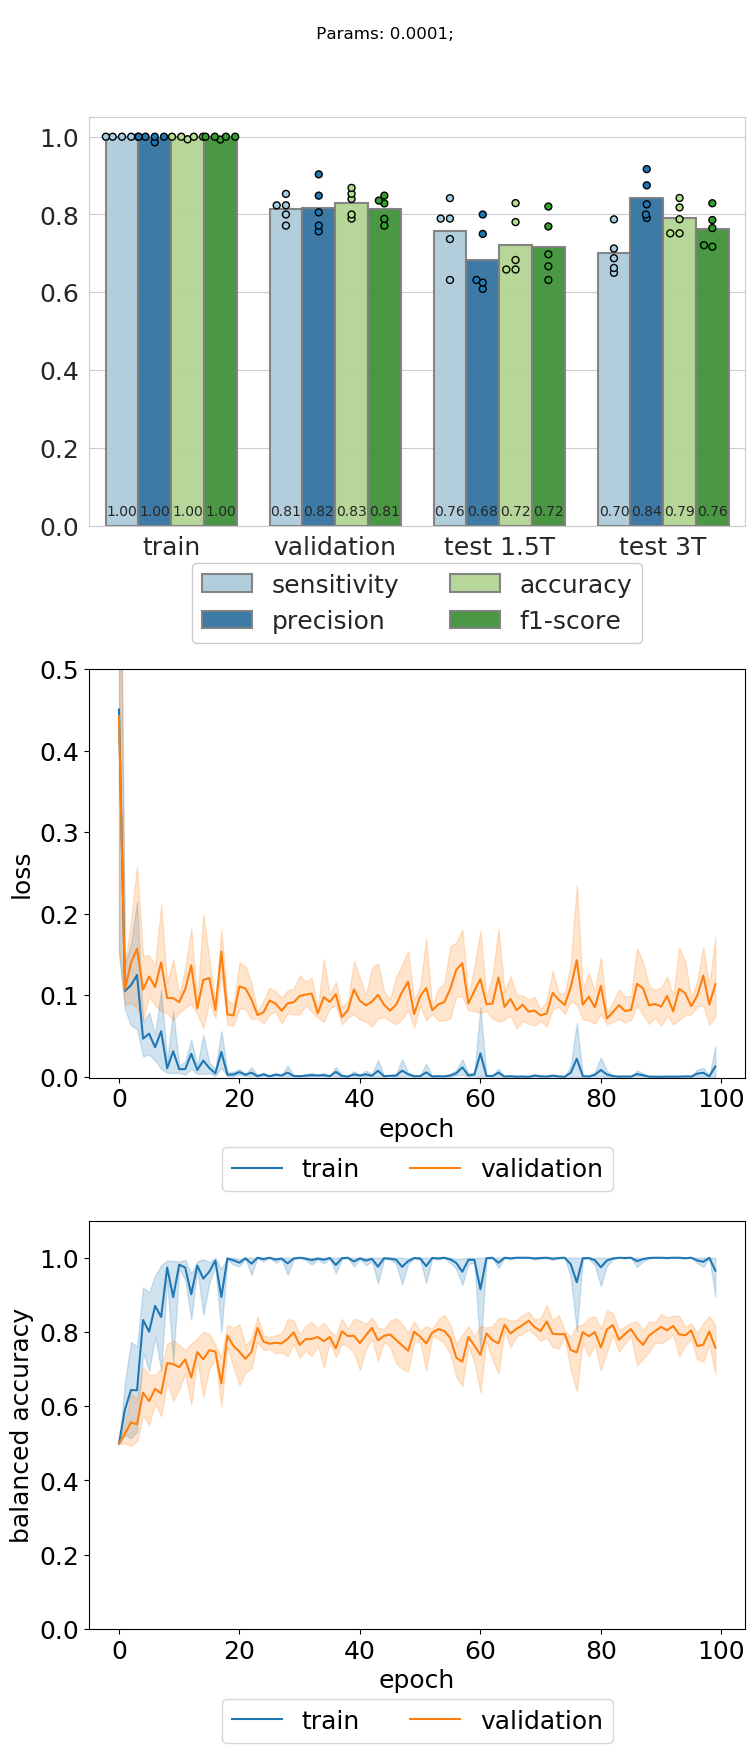 Params: 0.0001;
1.0
0.8
0.6
0.4
0.2
0.0
1.00 1.00 1.00 1.00 0.81 0.82 0.83 0.81 0.76 0.68 0.72 0.72 0.70 0.84 0.79 0.76
train validation test 1.5T test 3T
sensitivity accuracy
precision f1-score
0.5
0.4
0.3
0.2
0.1
0.0
loss
0 20 40 60 80 100
epoch
train validation
1.0
0.8
0.6
0.4
0.2
0.0
balanced accuracy
0 20 40 60 80 100
epoch
train validation